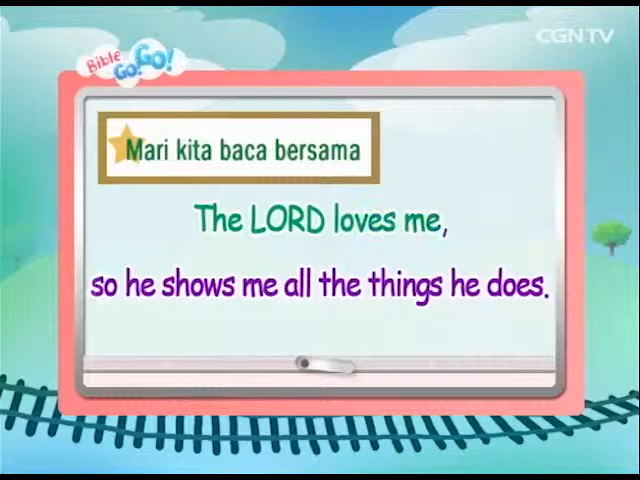 CGNTV
Bible
GO! GO!
Mari kita baca bersama
The LORD loves me,
so he shows me all the things he does.